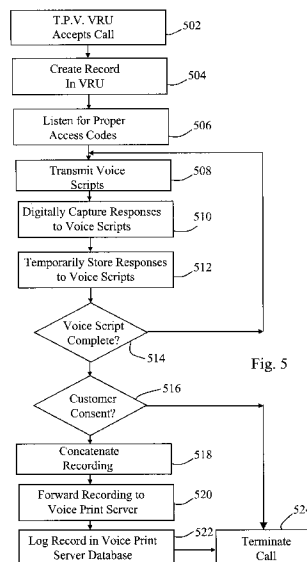 T.P.V. VRU
Accepts Call
502
Create Record
In VRU
504
Listen for Proper
Access Codes
506
Transmit Voice
Scripts
508
Digitally Capture Responses
to Voice Scripts
510
Temporarily Store Responses
to Voice Scripts
512
Voice Script
Complete?
514
Fig. 5
516
Customer
Consent?
Concatenate
Recording
518
Forward Recording to
Voice Print Server
520
522
Log Record in Voice Print
Server Database
524
Terminate
Call